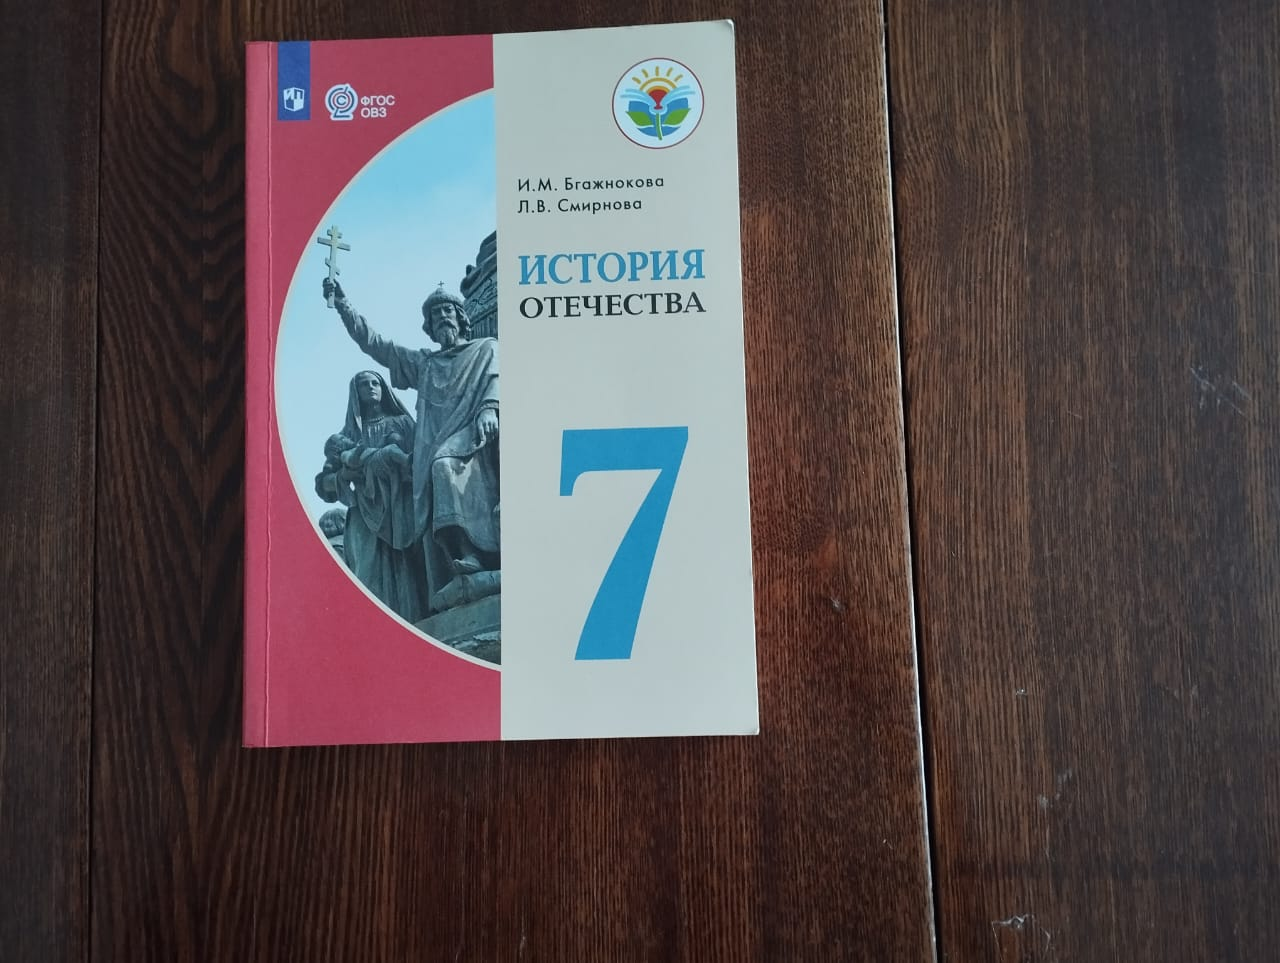 ФГОС
ОВЗ
И.М. Бгажнокова
Л.В. Смирнова
ИСТОРИЯ
ОТЕЧЕСТВА
7